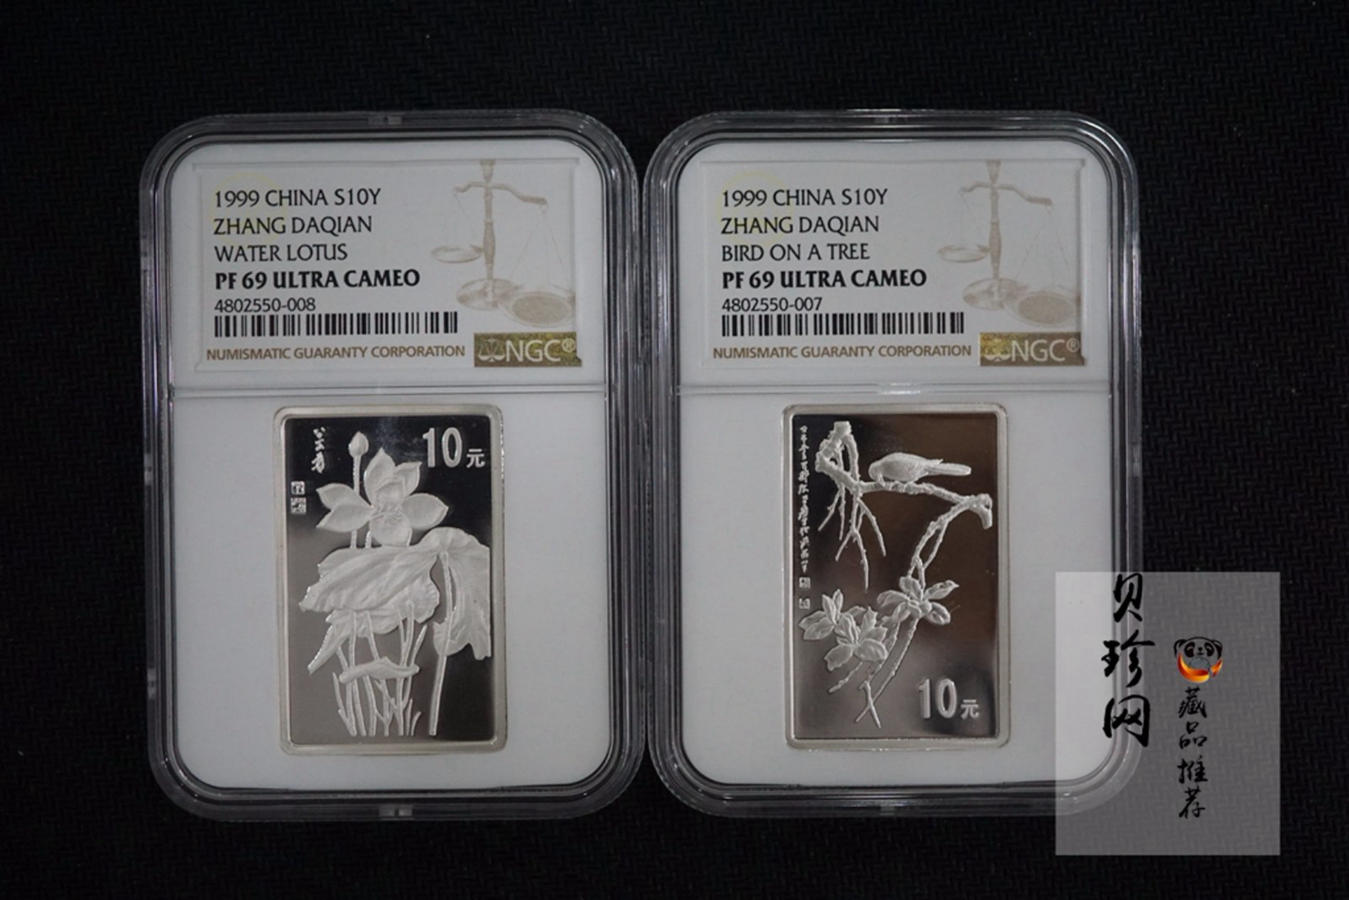 1999 CHINA S10Y
ZHANG DAQIAN
WATER LOTUS
PF 69 ULTRA CAMEO
4802550-008
NUMISMATIC GUARANTY CORPORATION
NGC®
10元
1999 CHINA S10Y
ZHANG DAQIAN
BIRD ON A TREE
PF 69 ULTRA CAMEO
4802550-007
NUMISMATIC GUARANTY CORPORATION
NGC®
10元
贝珍网
藏品推荐